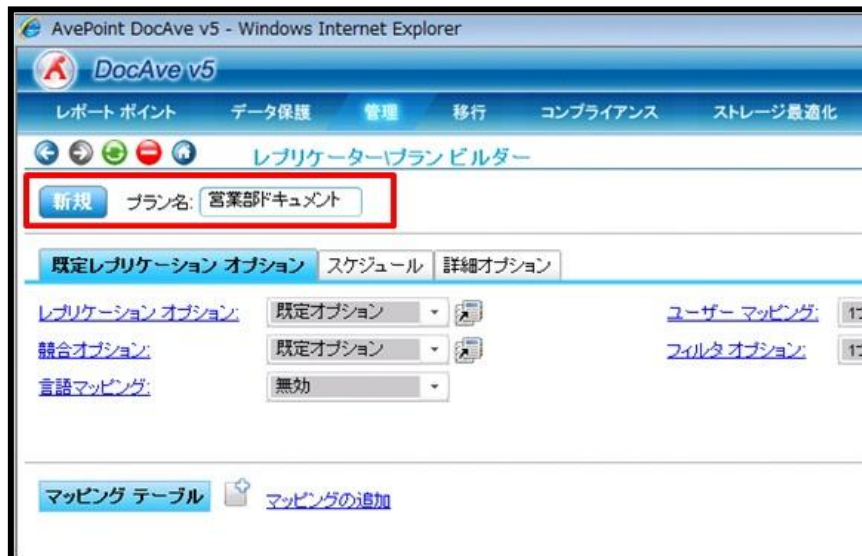 AvePoint DocAve v5 - Windows Internet Explorer
DocAve v5
レポート ポイント データ保護 管理 移行 コンプライアンス ストレージ最適化
レプリケーター\プラン ビルダー
新規 プラン名: 営業部ドキュメント
既定レプリケーション オプション スケジュール 詳細オプション
レプリケーション オプション: 既定オプション ユーザー マッピング:
競合オプション: 既定オプション フィルタ オプション:
言語マッピング: 無効
マッピング テーブル マッピングの追加